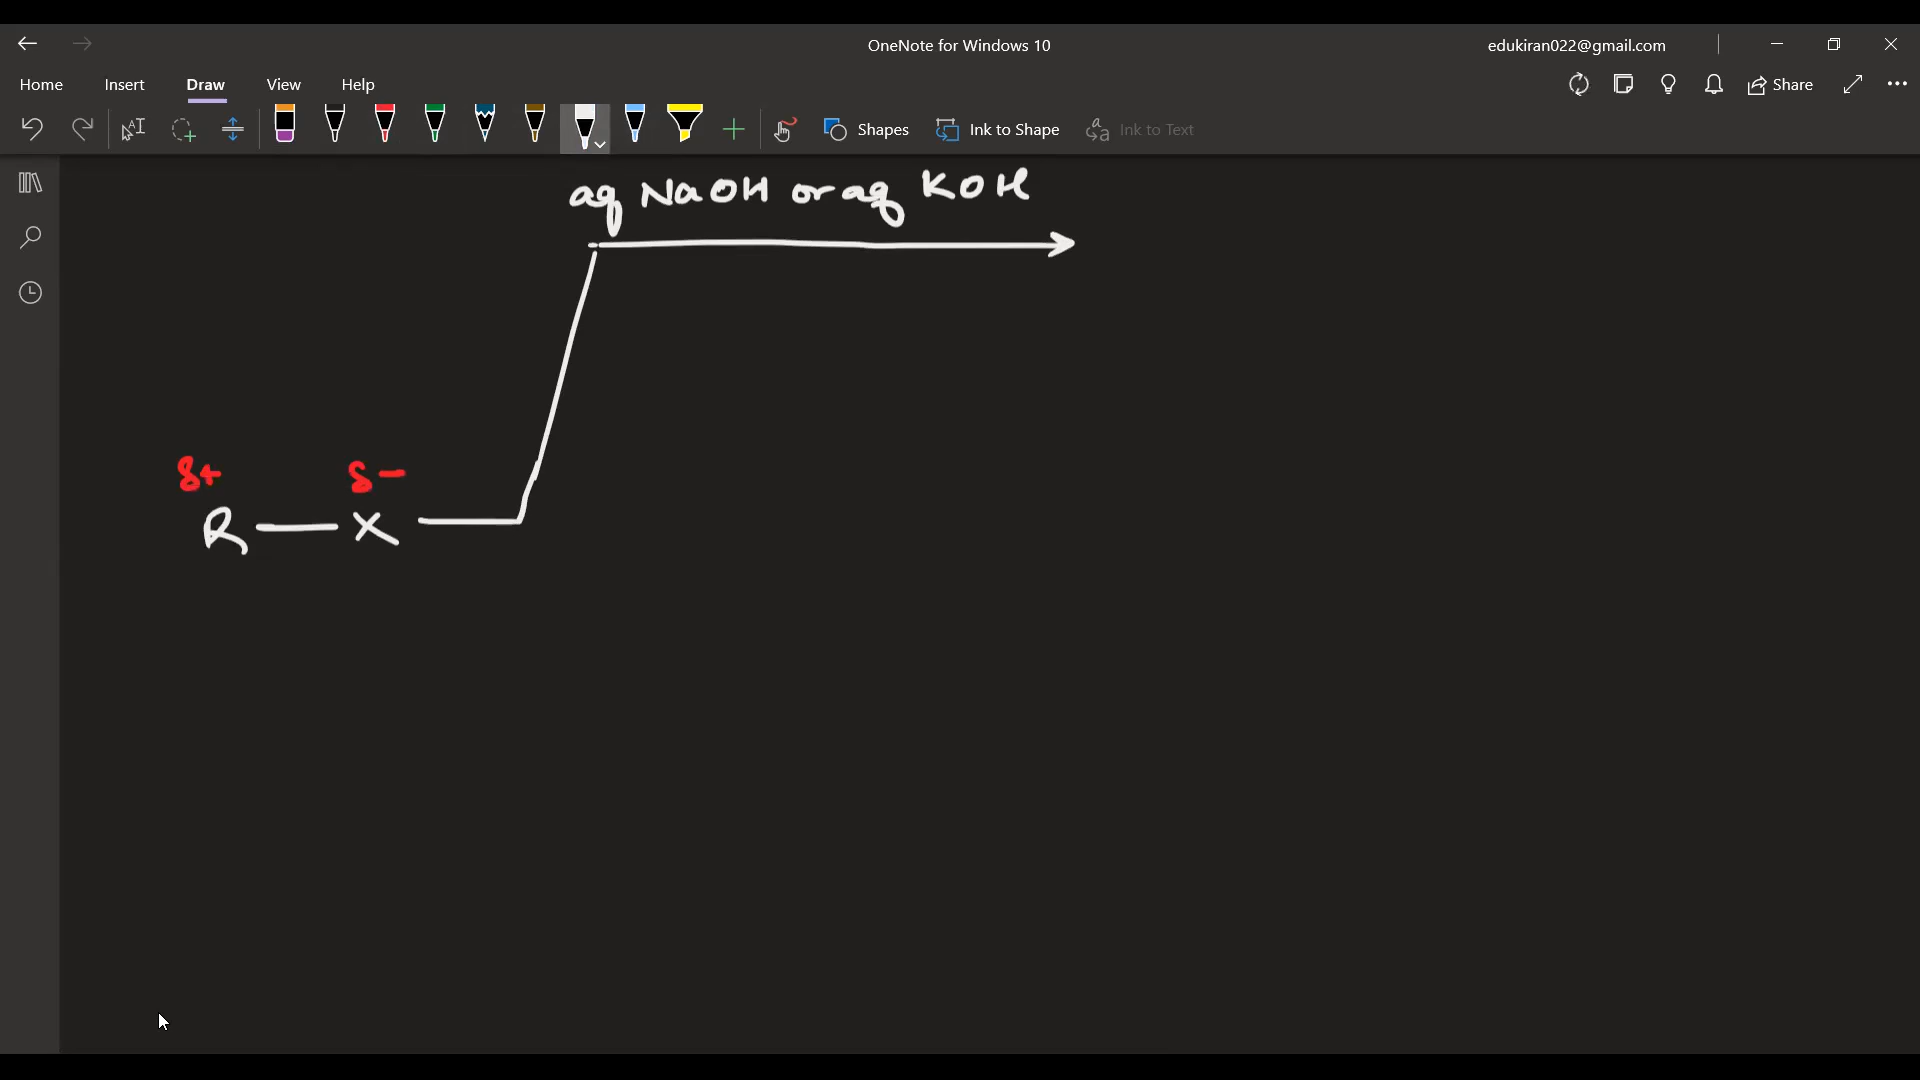 OneNote for Windows 10
edukiran022@gmail.com
Home Insert Draw View Help
Share
Shapes Ink to Shape Ink to Text
aq NaOH or aq KOH
δ+ δ-
R — X